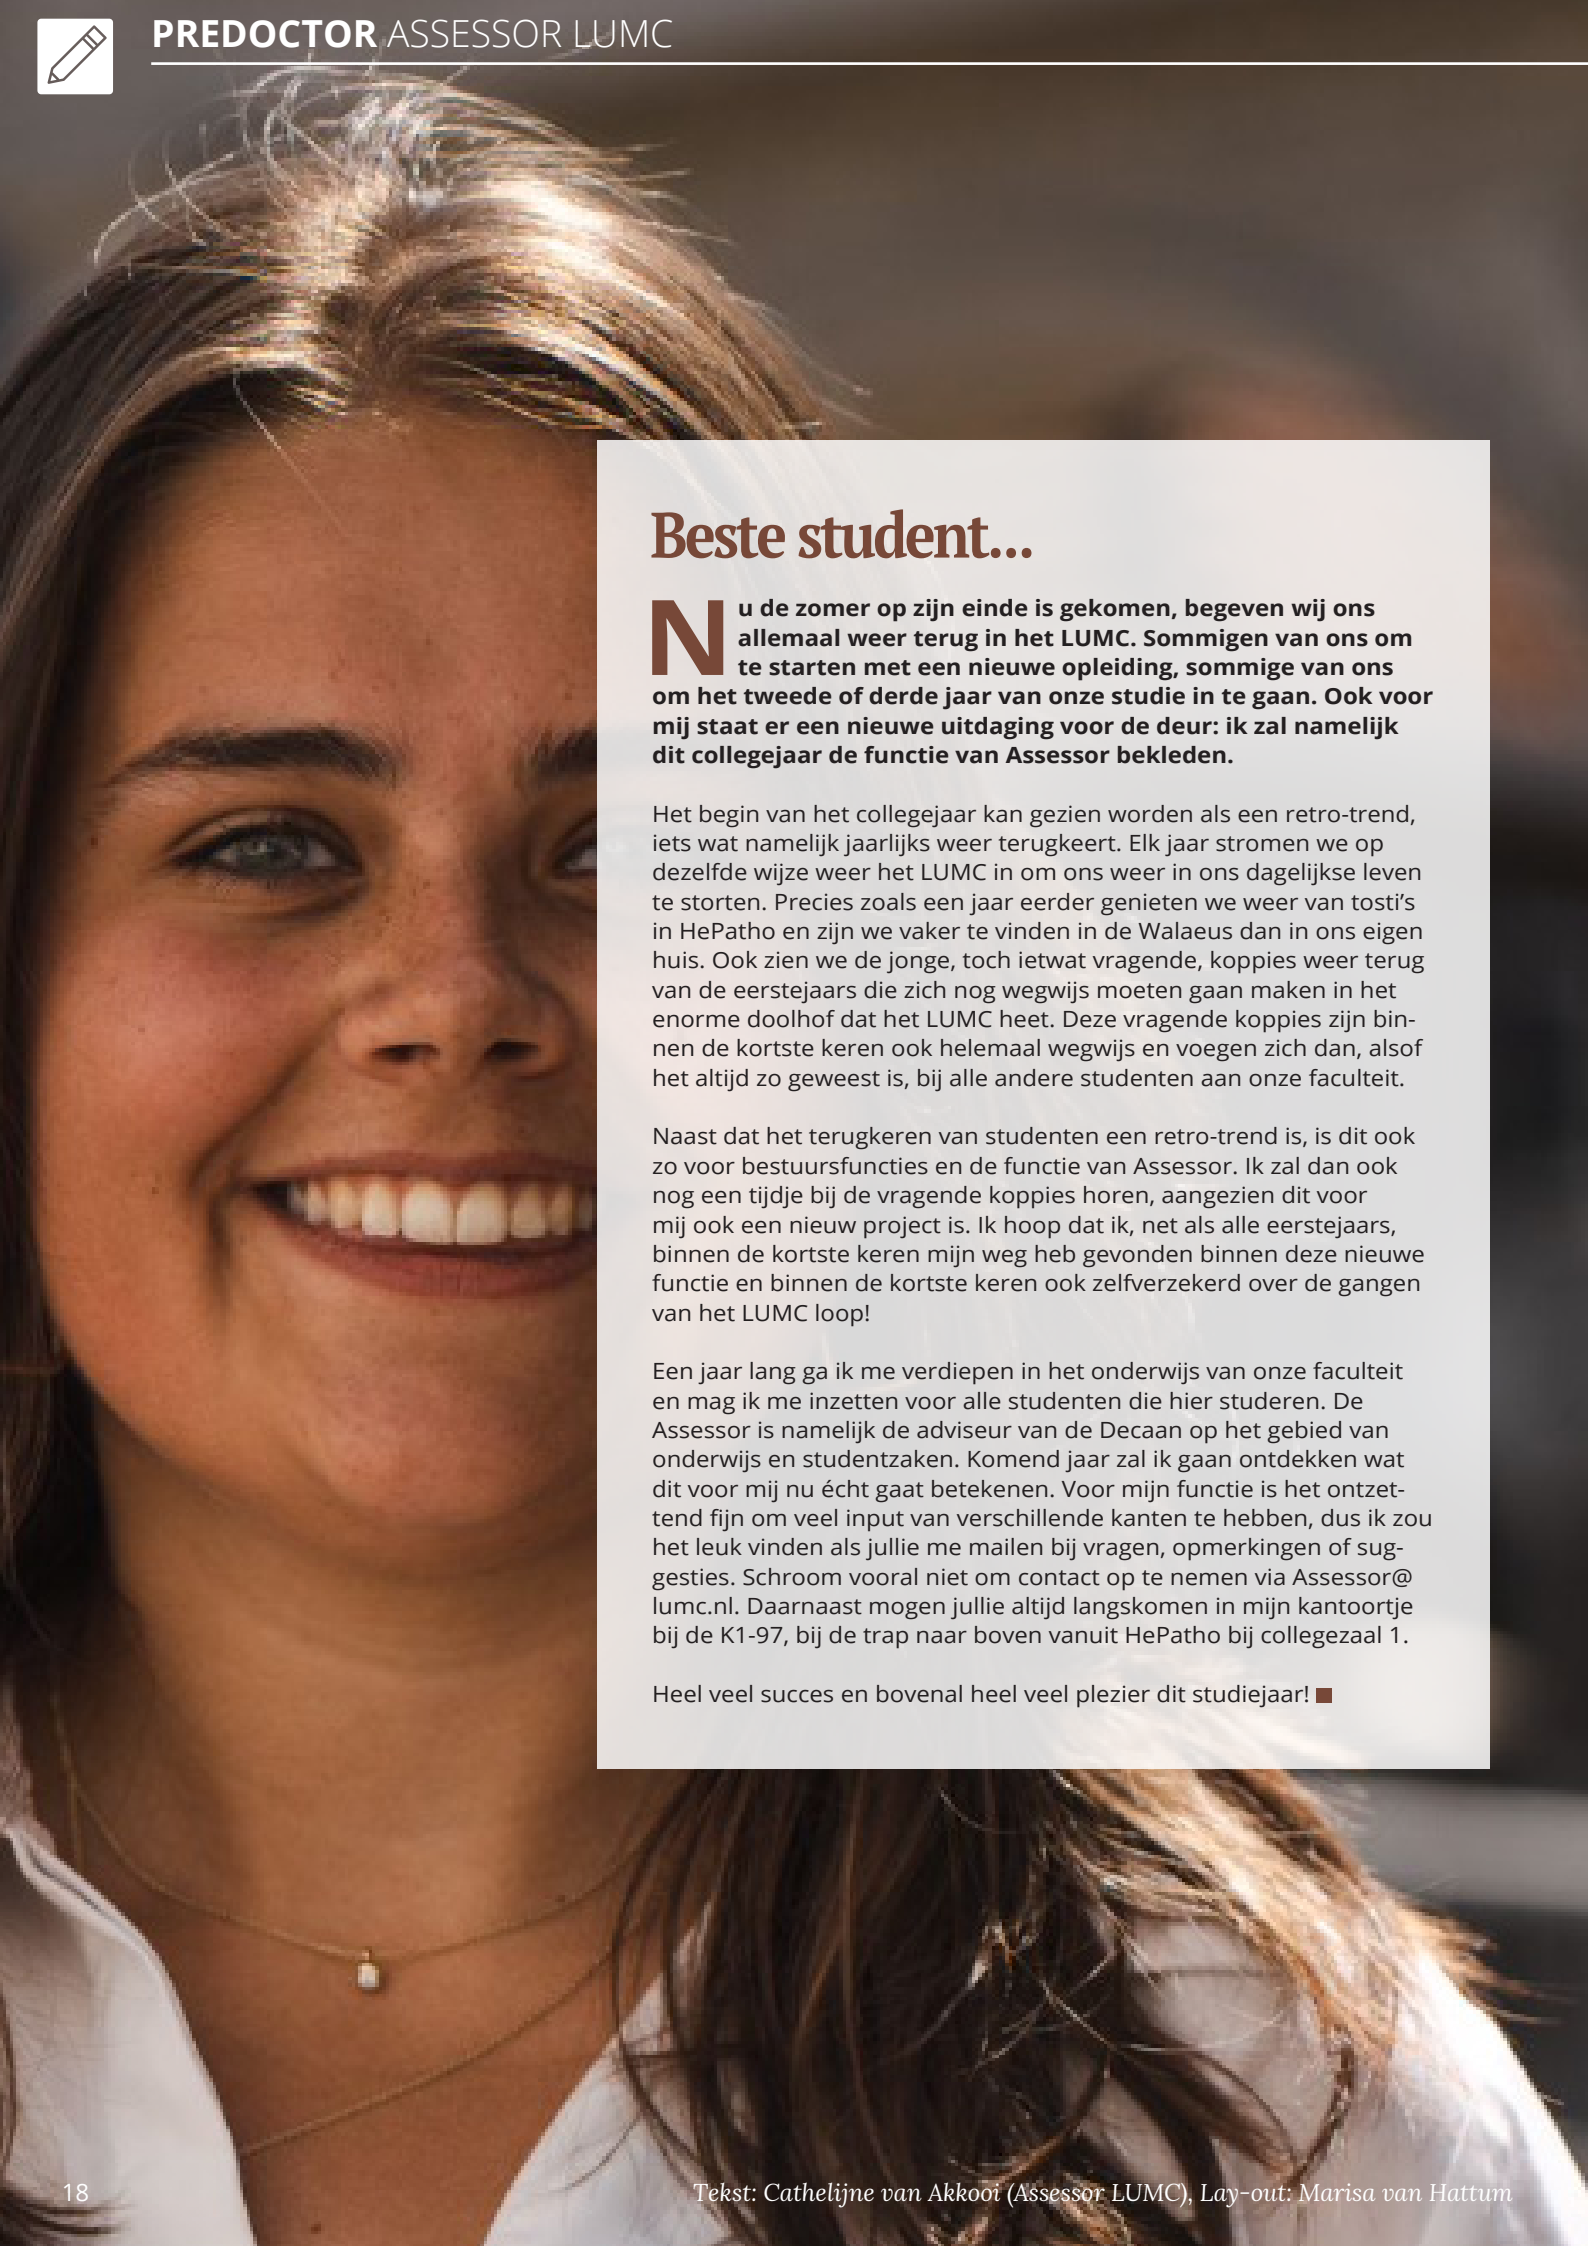 PREDOCTOR ASSESSOR LUMC
Beste student...
Nu de zomer op zijn einde is gekomen, begeven wij ons
allemaal weer terug in het LUMC. Sommigen van ons om
te starten met een nieuwe opleiding, sommige van ons
om het tweede of derde jaar van onze studie in te gaan. Ook voor
mij staat er een nieuwe uitdaging voor de deur: ik zal namelijk
dit collegejaar de functie van Assessor bekleden.
Het begin van het collegejaar kan gezien worden als een retro-trend,
iets wat namelijk jaarlijks weer terugkeert. Elk jaar stromen we op
dezelfde wijze weer het LUMC in om ons weer in ons dagelijkse leven
te storten. Precies zoals een jaar eerder genieten we weer van tosti’s
in HePatho en zijn we vaker te vinden in de Walaeus dan in ons eigen
huis. Ook zien we de jonge, toch ietwat vragende, koppies weer terug
van de eerstejaars die zich nog wegwijs moeten gaan maken in het
enorme doolhof dat het LUMC heet. Deze vragende koppies zijn bin-
nen de kortste keren ook helemaal wegwijs en voegen zich dan, alsof
het altijd zo geweest is, bij alle andere studenten aan onze faculteit.
Naast dat het terugkeren van studenten een retro-trend is, is dit ook
zo voor bestuursfuncties en de functie van Assessor. Ik zal dan ook
nog een tijdje bij de vragende koppies horen, aangezien dit voor
mij ook een nieuw project is. Ik hoop dat ik, net als alle eerstejaars,
binnen de kortste keren mijn weg heb gevonden binnen deze nieuwe
functie en binnen de kortste keren ook zelfverzekerd over de gangen
van het LUMC loop!
Een jaar lang ga ik me verdiepen in het onderwijs van onze faculteit
en mag ik me inzetten voor alle studenten die hier studeren. De
Assessor is namelijk de adviseur van de Decaan op het gebied van
onderwijs en studentzaken. Komend jaar zal ik gaan ontdekken wat
dit voor mij nu écht gaat betekenen. Voor mijn functie is het ontzet-
tend fijn om veel input van verschillende kanten te hebben, dus ik zou
het leuk vinden als jullie me mailen bij vragen, opmerkingen of sug-
gesties. Schroom vooral niet om contact op te nemen via Assessor@
lumc.nl. Daarnaast mogen jullie altijd langskomen in mijn kantoortje
bij de K1-97, bij de trap naar boven vanuit HePatho bij collegezaal 1.
Heel veel succes en bovenal heel veel plezier dit studiejaar!
18
Tekst: Cathelijne van Akkooi (Assessor LUMC), Lay-out: Marisa van Hattum